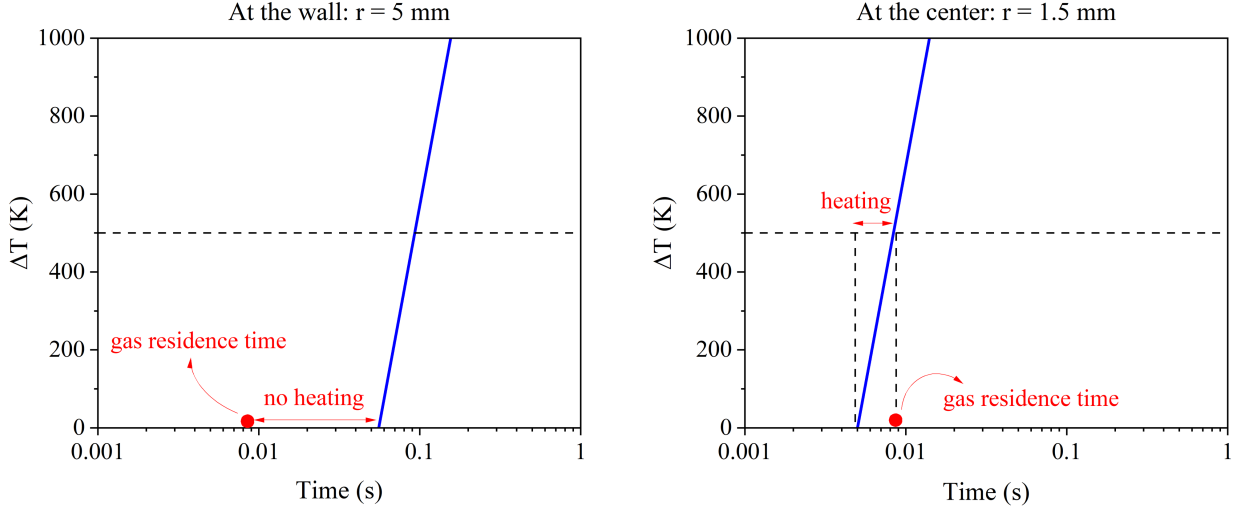 At the wall: r = 5 mm
1000
800
600
400
200
0
ΔT (K)
gas residence time
no heating
0.001
0.01
0.1
1
Time (s)
At the center: r = 1.5 mm
1000
800
600
400
200
0
ΔT (K)
heating
gas residence time
0.001
0.01
0.1
1
Time (s)